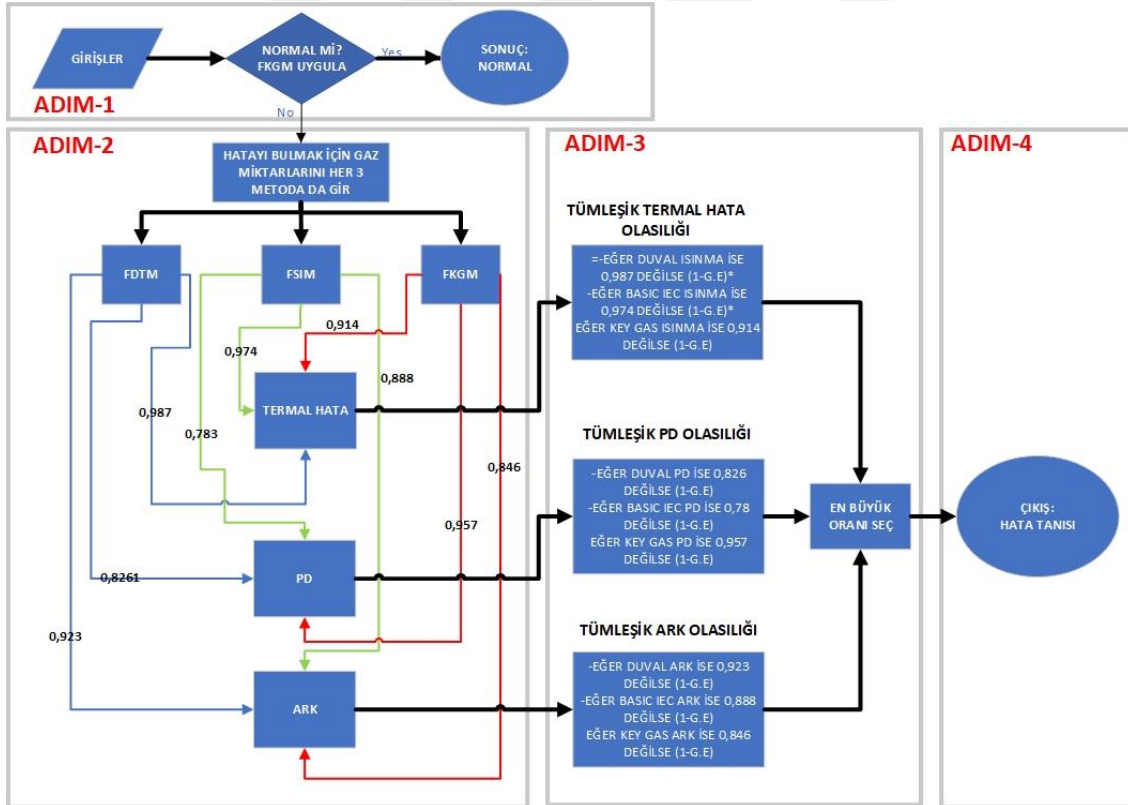 GİRİŞLER
NORMAL Mİ?
FKGM UYGULA
Yes
SONUÇ:
NORMAL
ADIM-1
No
ADIM-2
HATAYI BULMAK İÇİN GAZ
MİKTARLARINI HER 3
METODA DA GİR
FDTM
FSIM
FKGM
0,914
0,974
0,888
TERMAL HATA
0,987
0,783
0,846
0,957
PD
0,8261
0,923
ARK
ADIM-3
TÜMLEŞİK TERMAL HATA
OLASILIĞI
=-EĞER DUVAL ISINMA İSE
0,987 DEĞİLSE (1-G.E)*
-EĞER BASIC IEC ISINMA İSE
0,974 DEĞİLSE (1-G.E)*
EĞER KEY GAS ISINMA İSE 0,914
DEĞİLSE (1-G.E)
TÜMLEŞİK PD OLASILIĞI
-EĞER DUVAL PD İSE 0,826
DEĞİLSE (1-G.E)
-EĞER BASIC IEC PD İSE 0,78
DEĞİLSE (1-G.E)
EĞER KEY GAS PD İSE 0,957
DEĞİLSE (1-G.E)
TÜMLEŞİK ARK OLASILIĞI
-EĞER DUVAL ARK İSE 0,923
DEĞİLSE (1-G.E)
-EĞER BASIC IEC ARK İSE 0,888
DEĞİLSE (1-G.E)
EĞER KEY GAS ARK İSE 0,846
DEĞİLSE (1-G.E)
EN BÜYÜK
ORANI SEÇ
ADIM-4
ÇIKIŞ:
HATA TANISI